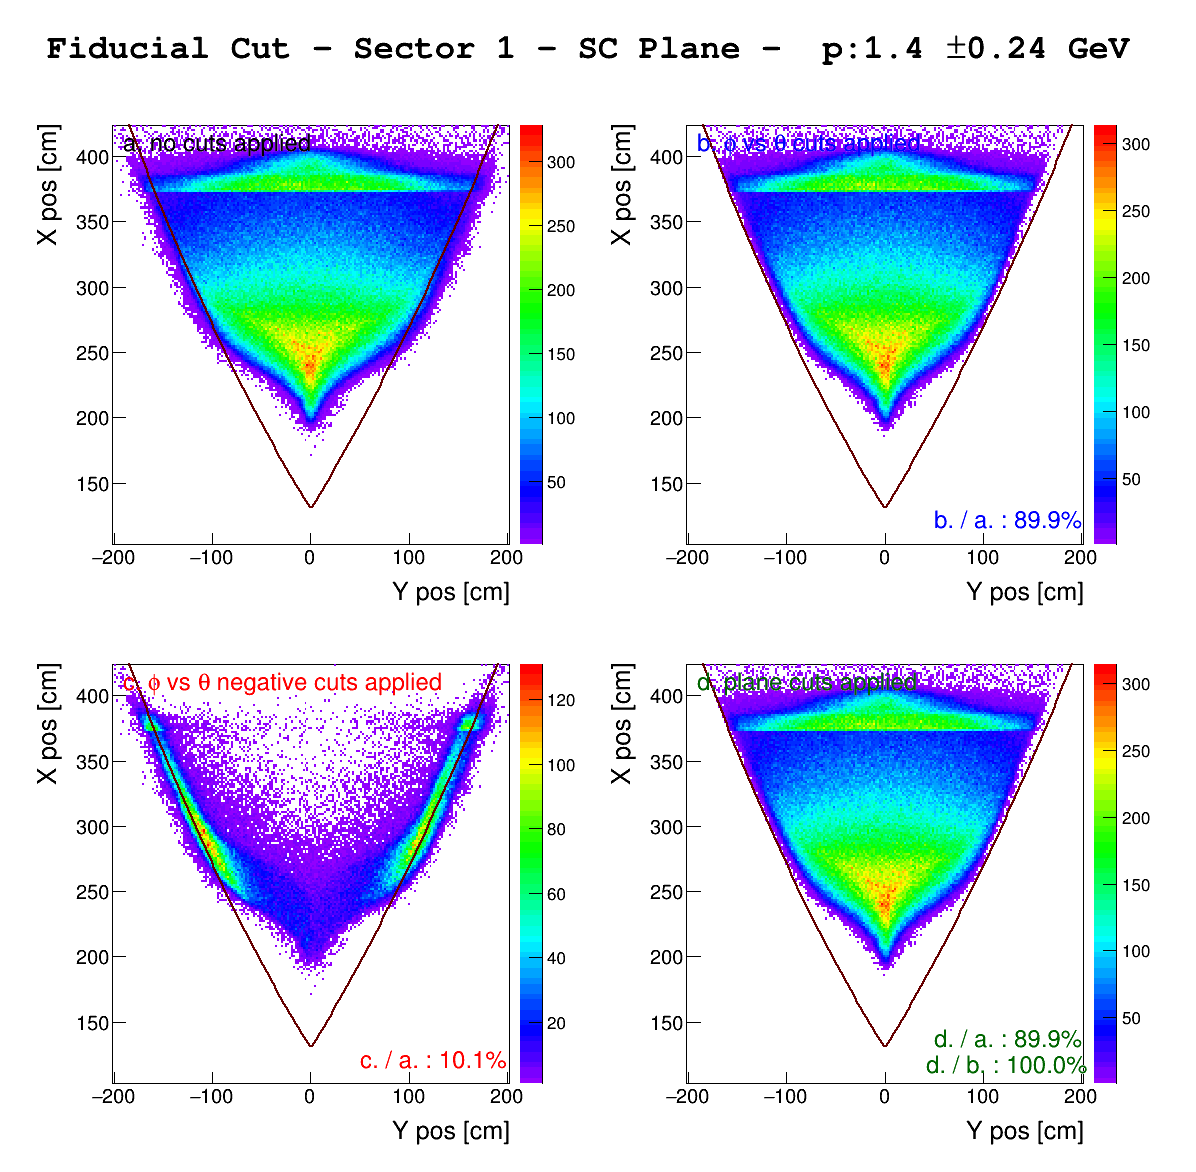 Fiducial Cut – Sector 1 – SC Plane – p:1.4 ±0.24 GeV
a. no cuts applied
X pos [cm]
400
350
300
250
200
150
−200 −100 0 100 200
Y pos [cm]
300
250
200
150
100
50
b. ϕ vs θ cuts applied
X pos [cm]
400
350
300
250
200
150
b. / a. : 89.9%
−200 −100 0 100 200
Y pos [cm]
300
250
200
150
100
50
c. ϕ vs θ negative cuts applied
X pos [cm]
400
350
300
250
200
150
c. / a. : 10.1%
−200 −100 0 100 200
Y pos [cm]
120
100
80
60
40
20
d. plane cuts applied
X pos [cm]
400
350
300
250
200
150
d. / a. : 89.9%
d. / b. : 100.0%
−200 −100 0 100 200
Y pos [cm]
300
250
200
150
100
50